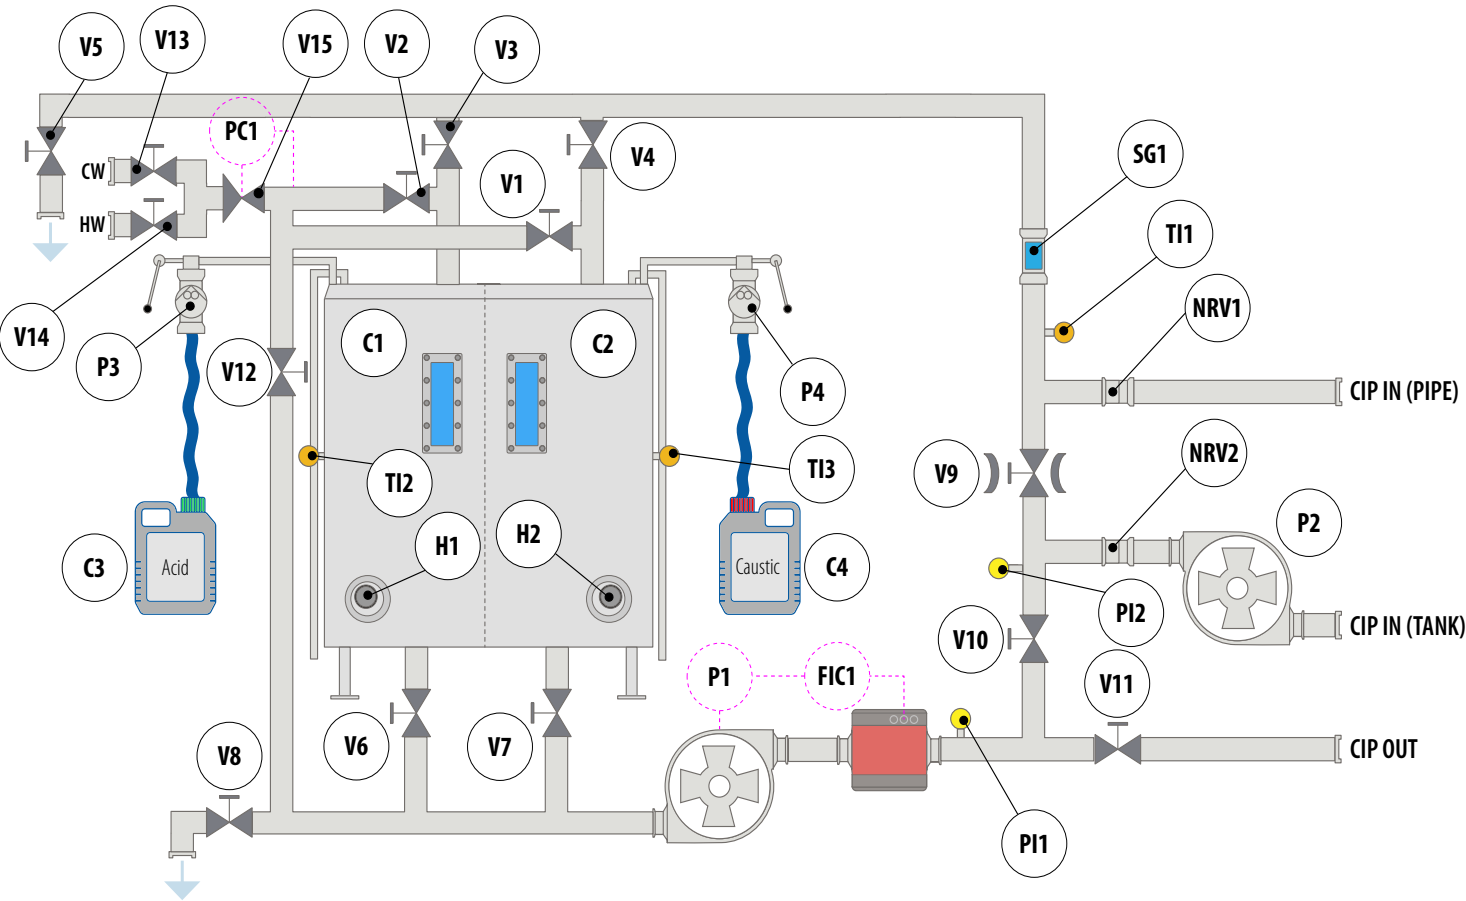 V5
V13
V15
V2
V3
PC1
V4
SG1
CW
V1
HW
TI1
NRV1
V14
P3
V12
C1
C2
P4
CIP IN (PIPE)
TI2
TI3
V9
NRV2
P2
H1
H2
C3
Acid
Caustic
C4
PI2
CIP IN (TANK)
V10
P1
FIC1
V11
V8
V6
V7
CIP OUT
PI1